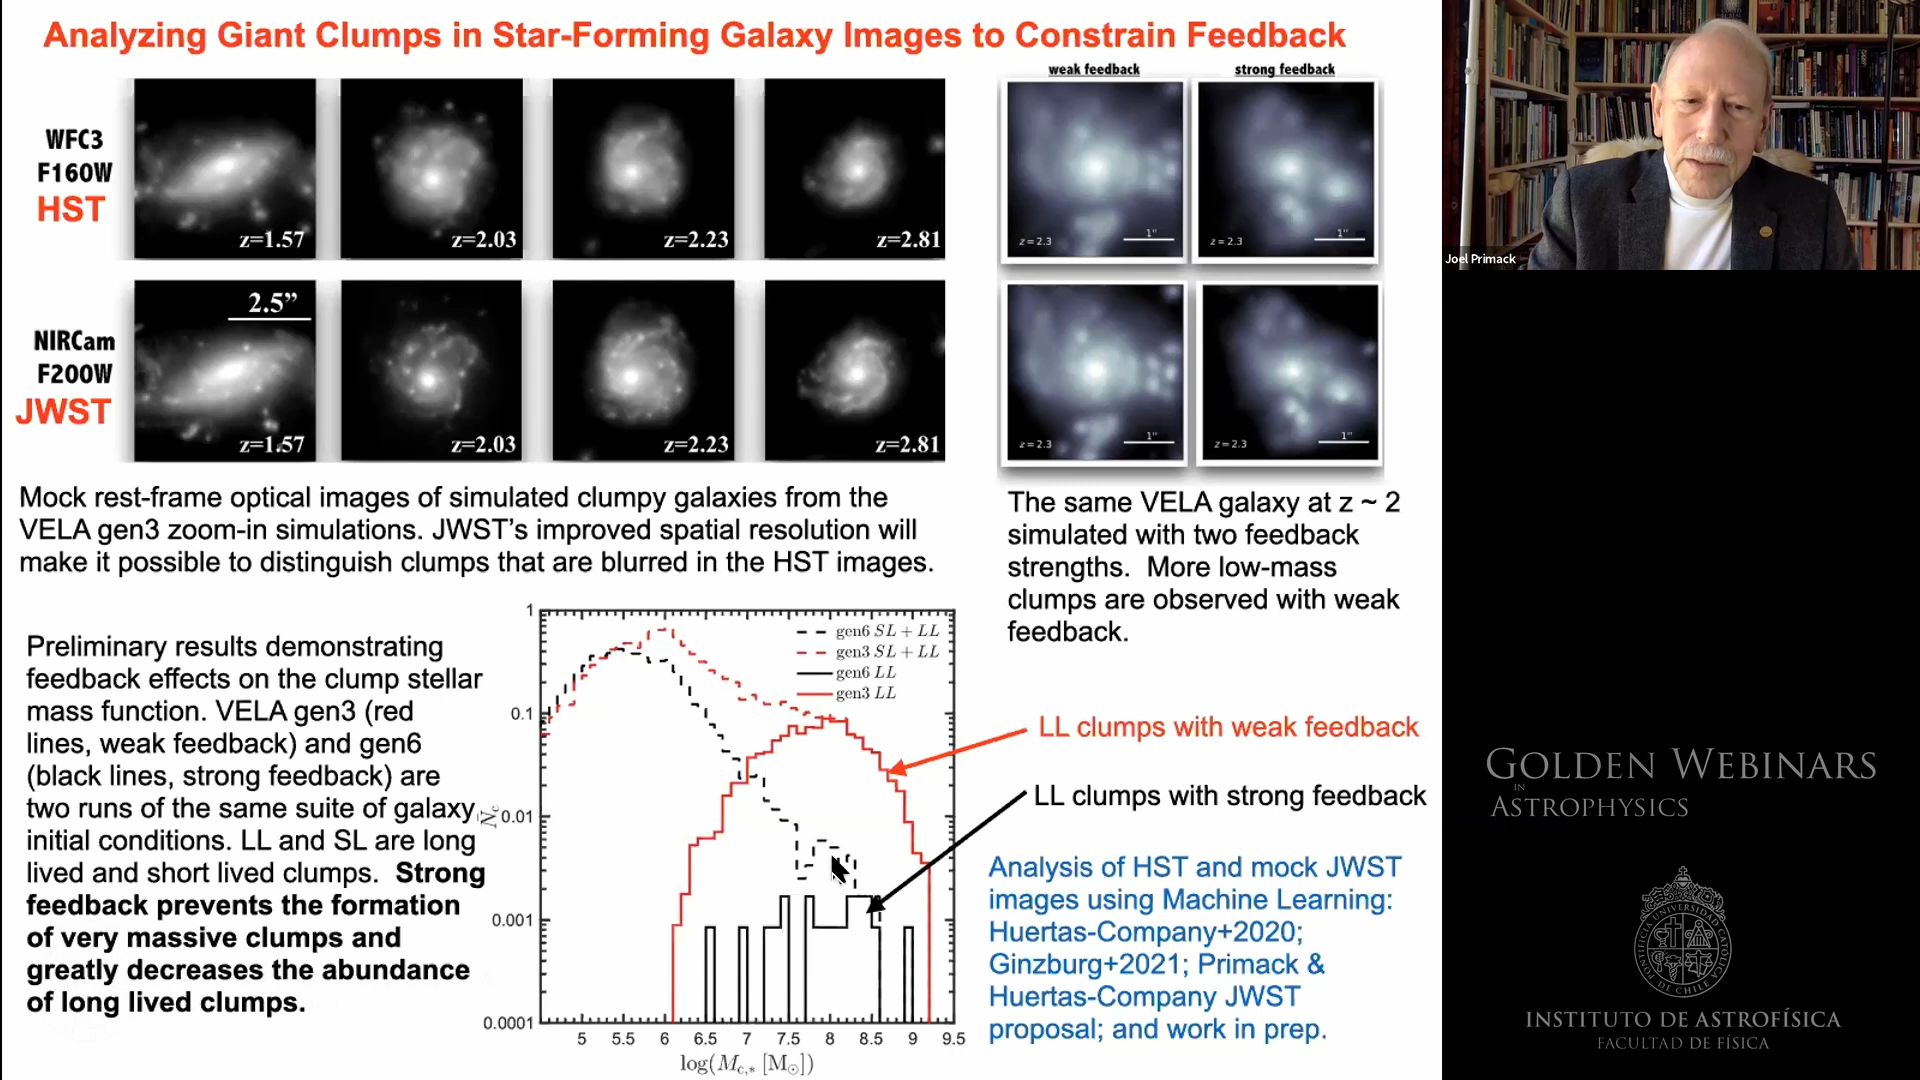 Analyzing Giant Clumps in Star-Forming Galaxy Images to Constrain Feedback
weak feedback
strong feedback
WFC3
F160W
HST
z=1.57
z=2.03
z=2.23
z=2.81
z = 2.3
1"
z = 2.3
1"
NIRCam
F200W
JWST
2.5”
z=1.57
z=2.03
z=2.23
z=2.81
z = 2.3
1"
z = 2.3
1"
Mock rest-frame optical images of simulated clumpy galaxies from the
VELA gen3 zoom-in simulations. JWST’s improved spatial resolution will
make it possible to distinguish clumps that are blurred in the HST images.
The same VELA galaxy at z ~ 2
simulated with two feedback
strengths.  More low-mass
clumps are observed with weak
feedback.
Preliminary results demonstrating
feedback effects on the clump stellar
mass function. VELA gen3 (red
lines, weak feedback) and gen6
(black lines, strong feedback) are
two runs of the same suite of galaxy
initial conditions. LL and SL are long
lived and short lived clumps.  Strong
feedback prevents the formation
of very massive clumps and
greatly decreases the abundance
of long lived clumps.
1
0.1
0.01
0.001
0.0001
N̄c
gen6 SL + LL
gen3 SL + LL
gen6 LL
gen3 LL
5 5.5 6 6.5 7 7.5 8 8.5 9 9.5
log(Mc,* [M⊙])
LL clumps with weak feedback
LL clumps with strong feedback
Analysis of HST and mock JWST
images using Machine Learning:
Huertas-Company+2020;
Ginzburg+2021; Primack &
Huertas-Company JWST
proposal; and work in prep.
Joel Primack
GOLDEN WEBINARS
IN
ASTROPHYSICS
INSTITUTO DE ASTROFÍSICA
FACULTAD DE FÍSICA